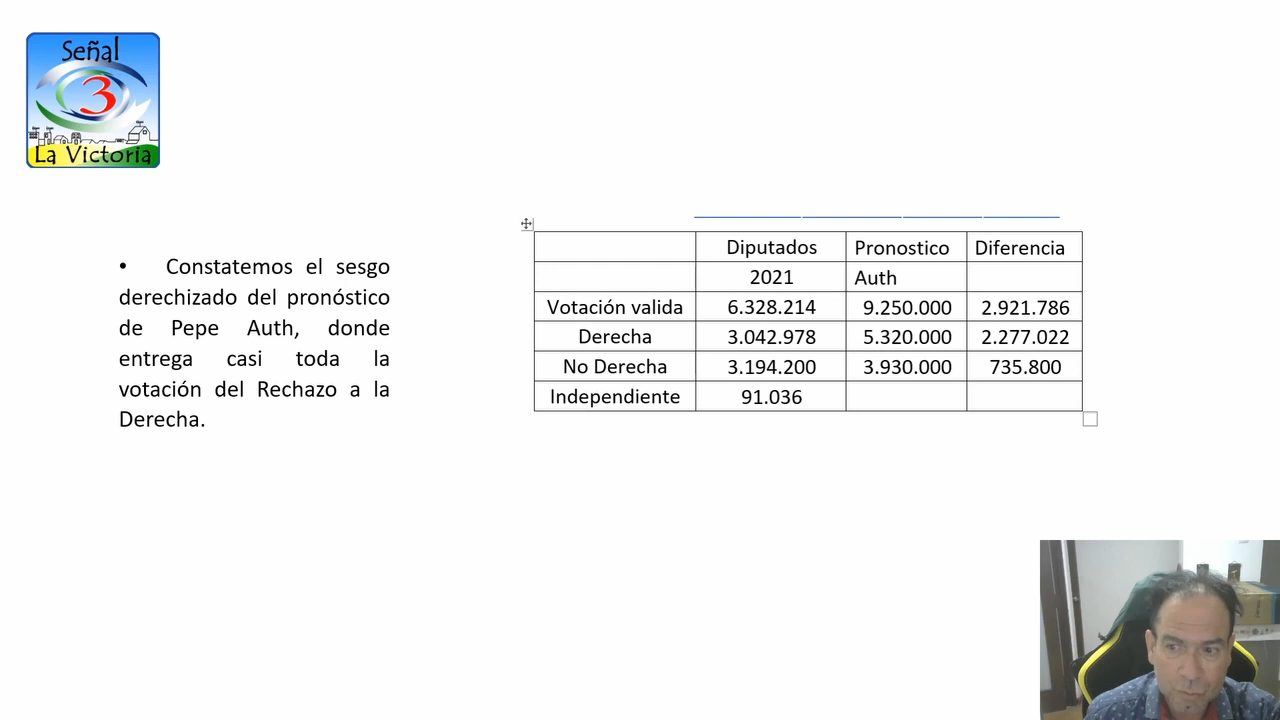 Señal
3
La Victoria
• Constatemos el sesgo
derechizado del pronóstico
de Pepe Auth, donde
entrega casi toda la
votación del Rechazo a la
Derecha.
Diputados Pronostico Diferencia
2021 Auth
Votación valida 6.328.214 9.250.000 2.921.786
Derecha 3.042.978 5.320.000 2.277.022
No Derecha 3.194.200 3.930.000 735.800
Independiente 91.036